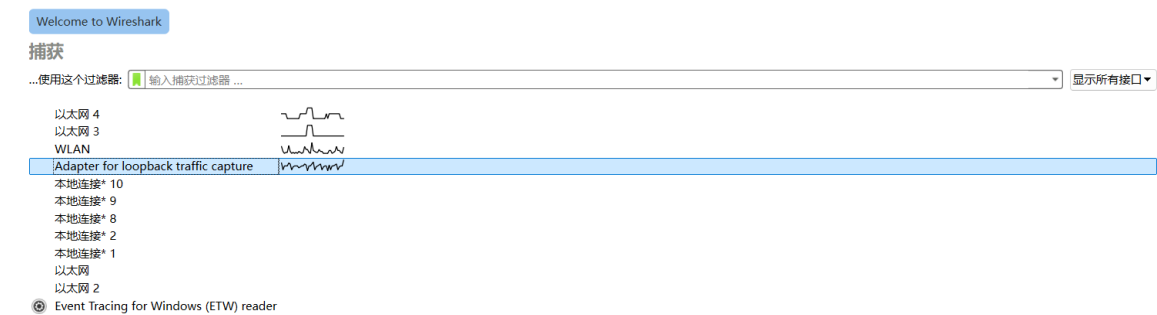 Welcome to Wireshark
捕获
...使用这个过滤器: 输入捕获过滤器 ... 显示所有接口
以太网 4
以太网 3
WLAN
Adapter for loopback traffic capture
本地连接* 10
本地连接* 9
本地连接* 8
本地连接* 2
本地连接* 1
以太网
以太网 2
Event Tracing for Windows (ETW) reader